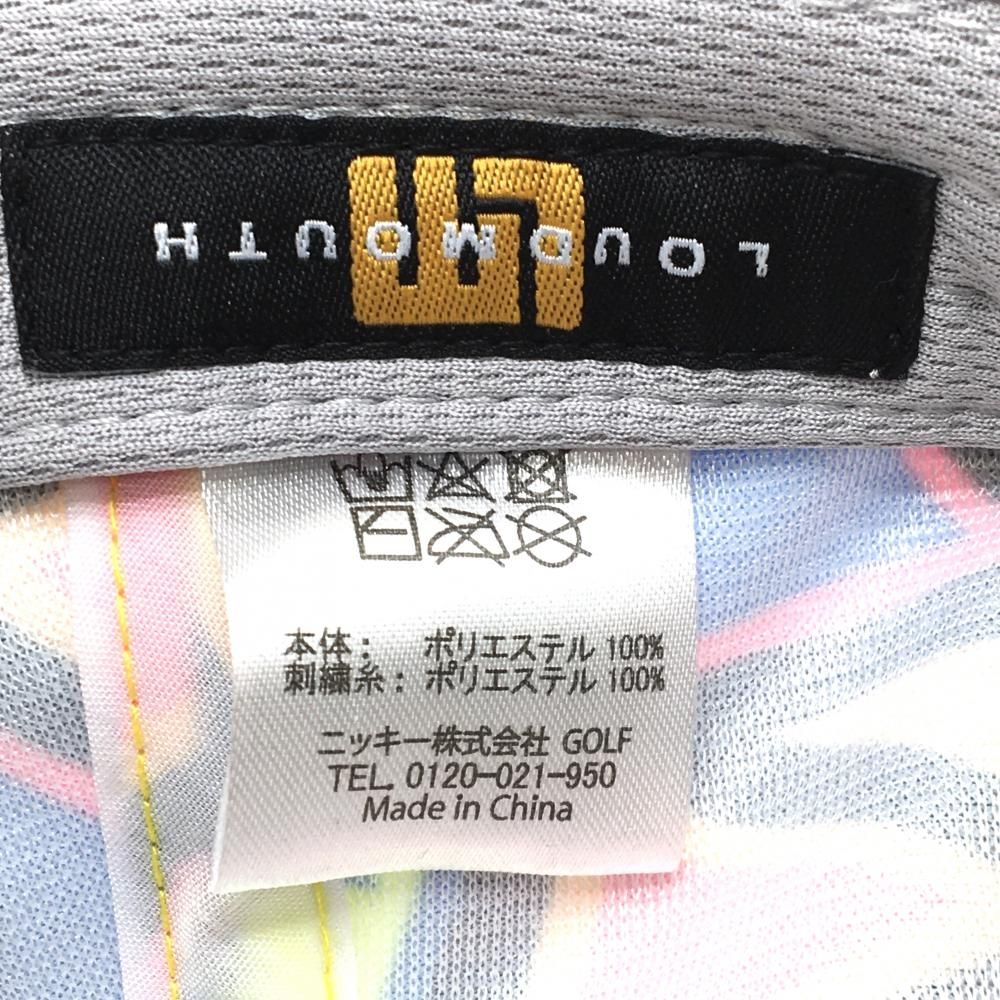 LOUDMOUTH
本体： ポリエステル 100%
刺繍糸： ポリエステル 100%
ニッキー株式会社 GOLF
TEL. 0120-021-950
Made in China